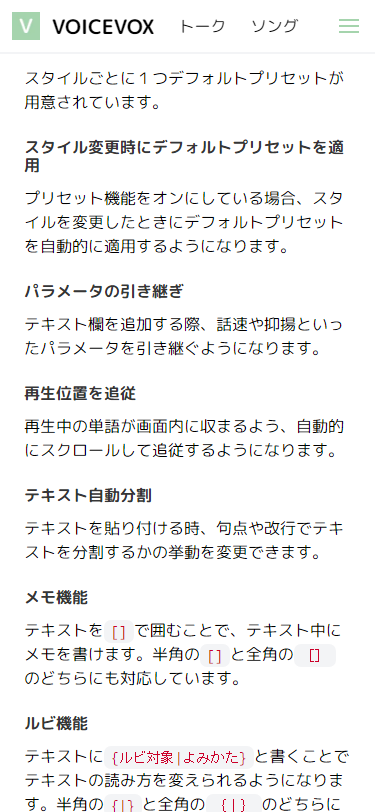 V VOICEVOX トーク ソング
スタイルごとに１つデフォルトプリセットが
用意されています。
スタイル変更時にデフォルトプリセットを適
用
プリセット機能をオンにしている場合、スタ
イルを変更したときにデフォルトプリセット
を自動的に適用するようになります。
パラメータの引き継ぎ
テキスト欄を追加する際、話速や抑揚といっ
たパラメータを引き継ぐようになります。
再生位置を追従
再生中の単語が画面内に収まるよう、自動的
にスクロールして追従するようになります。
テキスト自動分割
テキストを貼り付ける時、句点や改行でテキ
ストを分割するかの挙動を変更できます。
メモ機能
テキストを[]で囲むことで、テキスト中に
メモを書けます。半角の[]と全角の［］
のどちらにも対応しています。
ルビ機能
テキストに{ルビ対象|よみかた}と書くことで
テキストの読み方を変えられるようになりま
す。半角の{|}と全角の｛｜｝のどちらに